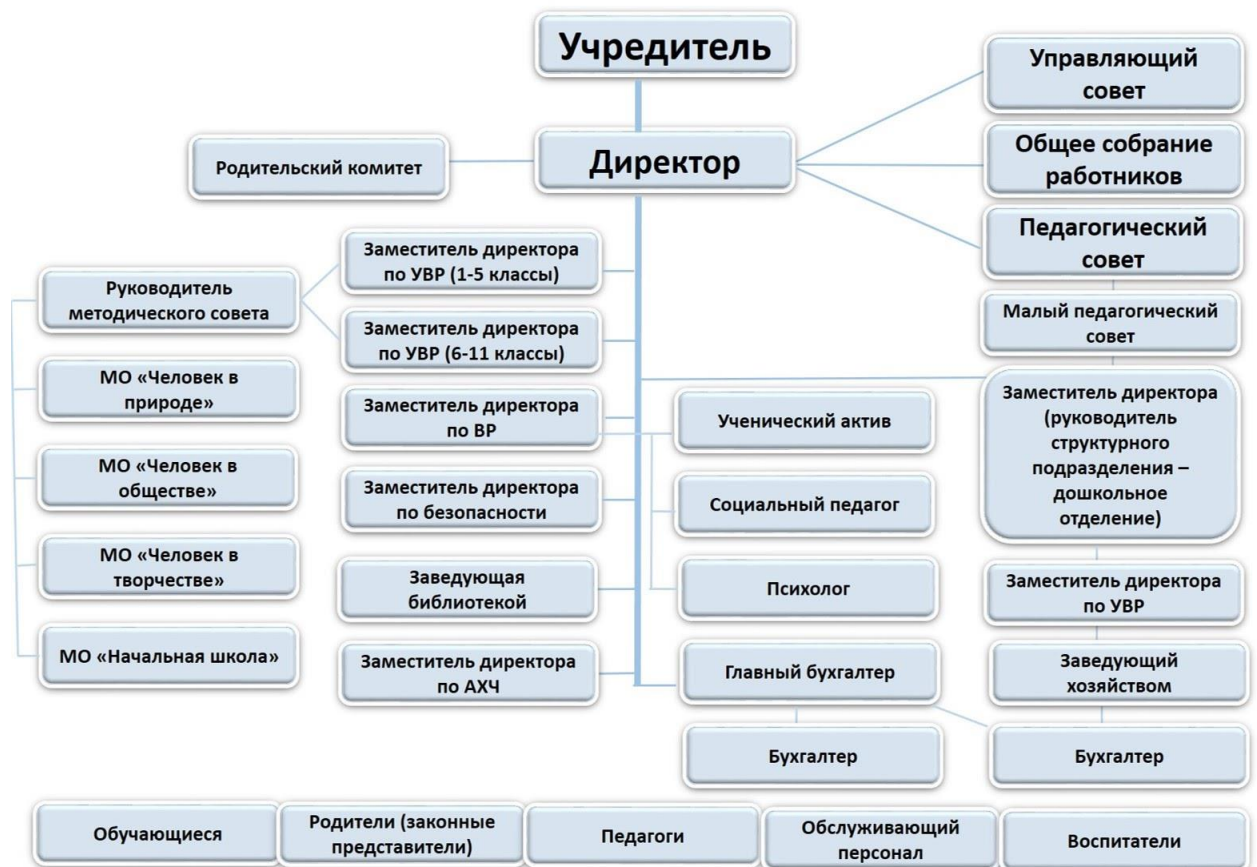 Учредитель
Управляющий
совет
Родительский комитет
Директор
Общее собрание
работников
Педагогический
совет
Заместитель директора
по УВР (1-5 классы)
Руководитель
методического совета
Малый педагогический
совет
Заместитель директора
по УВР (6-11 классы)
МО «Человек в
природе»
Заместитель директора
по ВР
Ученический актив
Заместитель директора
(руководитель
структурного
подразделения –
дошкольное
отделение)
МО «Человек в
обществе»
Заместитель директора
по безопасности
Социальный педагог
МО «Человек в
творчестве»
Заведующая
библиотекой
Психолог
Заместитель директора
по УВР
МО «Начальная школа»
Заместитель директора
по АХЧ
Главный бухгалтер
Заведующий
хозяйством
Бухгалтер
Бухгалтер
Обучающиеся
Родители (законные
представители)
Педагоги
Обслуживающий
персонал
Воспитатели